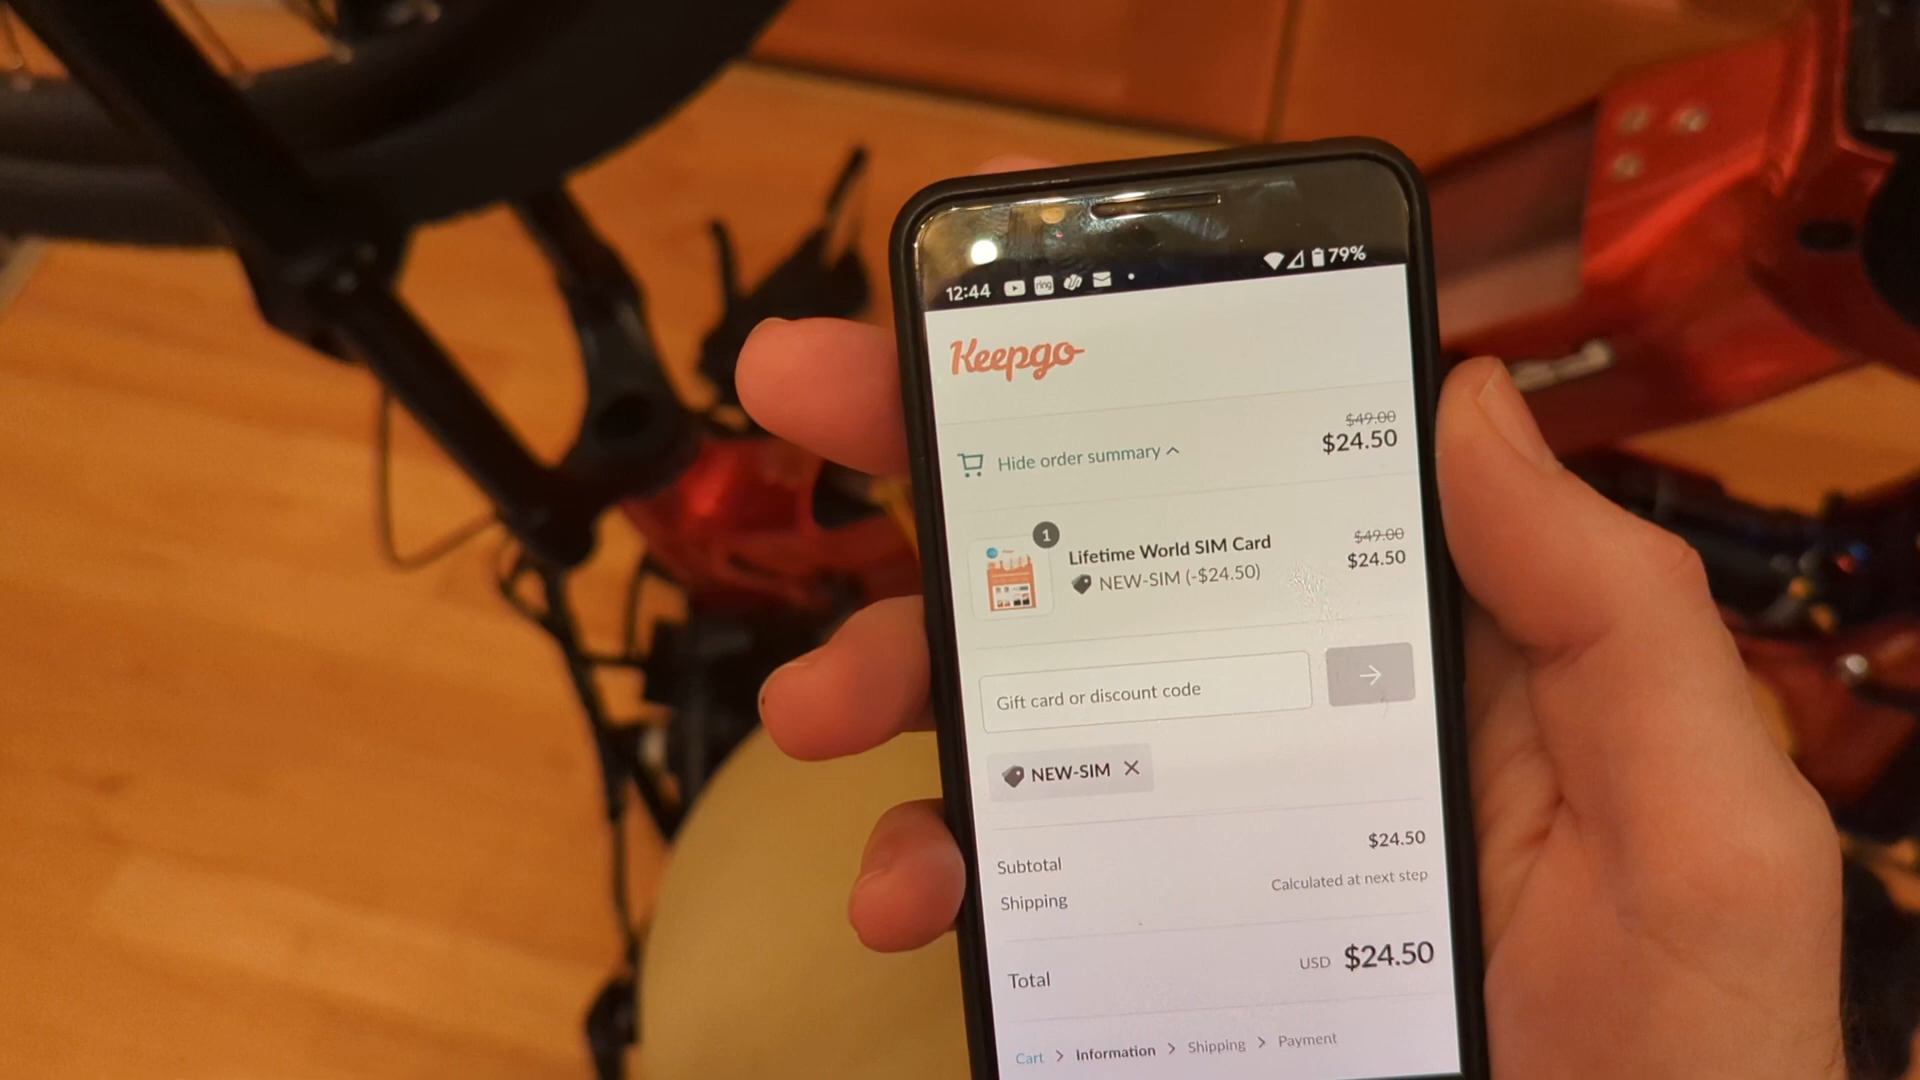 12:44 ring 79%
Keepgo
$49.00
Hide order summary $24.50
1
Lifetime World SIM Card $49.00
NEW-SIM (-$24.50) $24.50
Gift card or discount code
NEW-SIM
Subtotal $24.50
Shipping Calculated at next step
Total USD $24.50
Cart > Information > Shipping > Payment